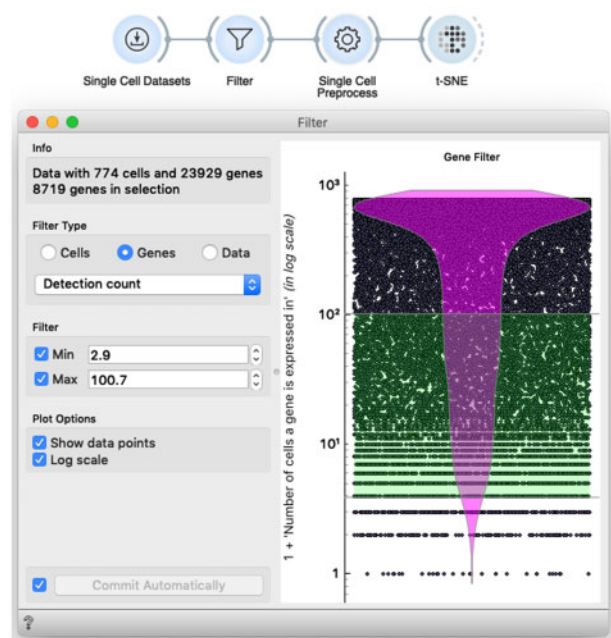 Single Cell Datasets
Filter
Single Cell
Preprocess
t-SNE
Filter
Info
Data with 774 cells and 23929 genes
8719 genes in selection
Filter Type
Cells
Genes
Data
Detection count
Filter
Min 2.9
Max 100.7
Plot Options
Show data points
Log scale
Commit Automatically
?
Gene Filter
1 + 'Number of cells a gene is expressed in' (in log scale)
10³
10²
10¹
1